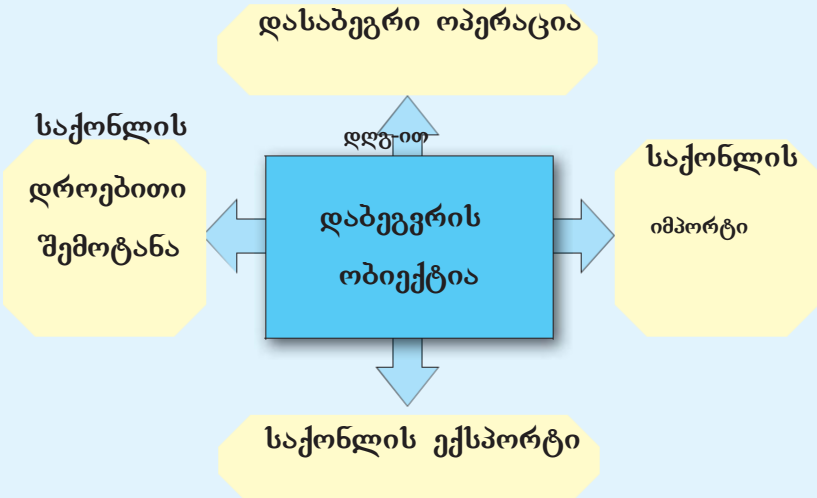 დასაბეგრი ოპერაცია
საქონლის
დროებითი
შემოტანა
დღგ-ით
დაბეგვრის
ობიექტია
საქონლის
იმპორტი
საქონლის ექსპორტი